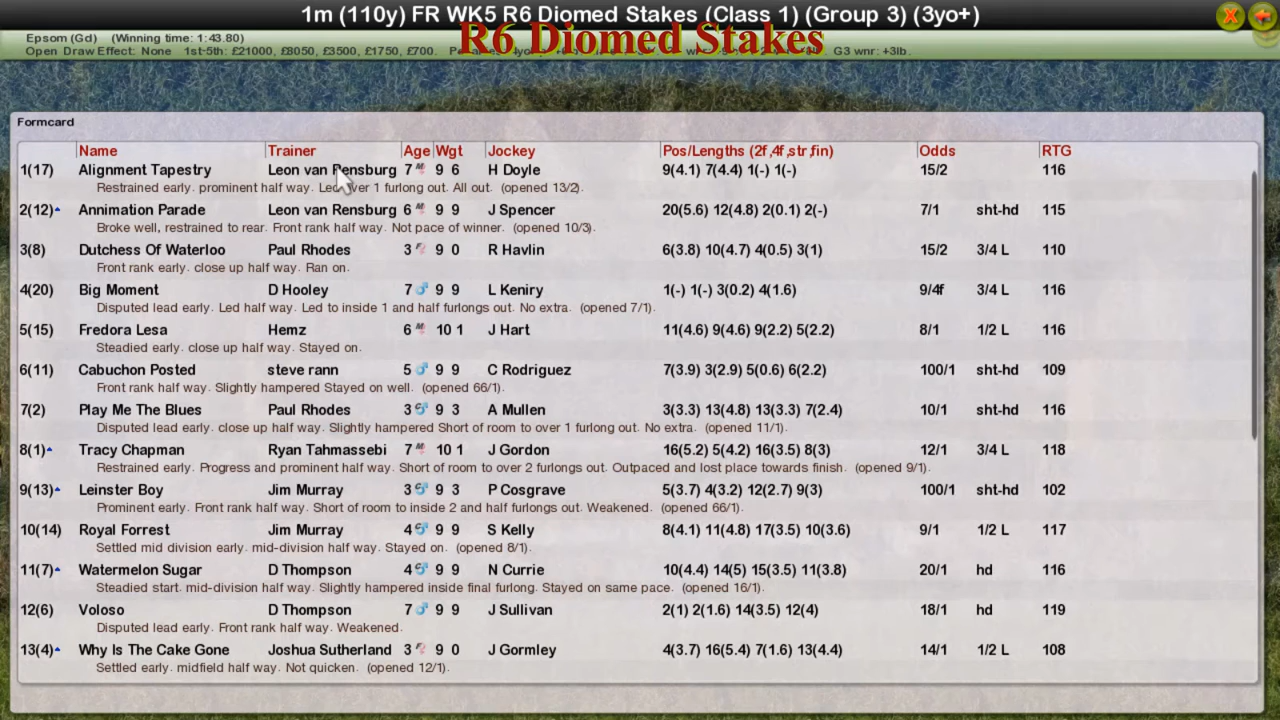 1m (110y) FR WK5 R6 Diomed Stakes (Class 1) (Group 3) (3yo+)
R6 Diomed Stakes
Epsom (Gd) (Winning time: 1:43.80)
Open Draw Effect: None 1st-5th: £21000, £8050, £3500, £1750, £700. G3 wnr: +3lb.
Formcard
Name Trainer Age Wgt Jockey Pos/Lengths (2f,4f,str,fin) Odds RTG
1(17) Alignment Tapestry Leon van Rensburg 7 9 6 H Doyle 9(4.1) 7(4.4) 1(-) 1(-) 15/2 116
Restrained early. prominent half way. Led over 1 furlong out. All out. (opened 13/2).
2(12) Annimation Parade Leon van Rensburg 6 9 9 J Spencer 20(5.6) 12(4.8) 2(0.1) 2(-) 7/1 sht-hd 115
Broke well, restrained to rear. Front rank half way. Not pace of winner. (opened 10/3).
3(8) Dutchess Of Waterloo Paul Rhodes 3 9 0 R Havlin 6(3.8) 10(4.7) 4(0.5) 3(1) 15/2 3/4 L 110
Front rank early. close up half way. Ran on.
4(20) Big Moment D Hooley 7 9 9 L Keniry 1(-) 1(-) 3(0.2) 4(1.6) 9/4f 3/4 L 116
Disputed lead early. Led half way. Led to inside 1 and half furlongs out. No extra. (opened 7/1).
5(15) Fredora Lesa Hemz 6 10 1 J Hart 11(4.6) 9(4.6) 9(2.2) 5(2.2) 8/1 1/2 L 116
Steadied early. close up half way. Stayed on.
6(11) Cabuchon Posted steve rann 5 9 9 C Rodriguez 7(3.9) 3(2.9) 5(0.6) 6(2.2) 100/1 sht-hd 109
Front rank half way. Slightly hampered Stayed on well. (opened 66/1).
7(2) Play Me The Blues Paul Rhodes 3 9 3 A Mullen 3(3.3) 13(4.8) 13(3.3) 7(2.4) 10/1 sht-hd 116
Disputed lead early. close up half way. Slightly hampered Short of room to over 1 furlong out. No extra. (opened 11/1).
8(1) Tracy Chapman Ryan Tahmassebi 7 10 1 J Gordon 16(5.2) 5(4.2) 16(3.5) 8(3) 12/1 3/4 L 118
Restrained early. Progress and prominent half way. Short of room to over 2 furlongs out. Outpaced and lost place towards finish. (opened 9/1).
9(13) Leinster Boy Jim Murray 3 9 3 P Cosgrave 5(3.7) 4(3.2) 12(2.7) 9(3) 100/1 sht-hd 102
Prominent early. Front rank half way. Short of room to inside 2 and half furlongs out. Weakened. (opened 66/1).
10(14) Royal Forrest Jim Murray 4 9 9 S Kelly 8(4.1) 11(4.8) 17(3.5) 10(3.6) 9/1 1/2 L 117
Settled mid division early. mid-division half way. Stayed on. (opened 8/1).
11(7) Watermelon Sugar D Thompson 4 9 9 N Currie 10(4.4) 14(5) 15(3.5) 11(3.8) 20/1 hd 116
Steadied start. mid-division half way. Slightly hampered inside final furlong. Stayed on same pace. (opened 16/1).
12(6) Voloso D Thompson 7 9 9 J Sullivan 2(1) 2(1.6) 14(3.5) 12(4) 18/1 hd 119
Disputed lead early. Front rank half way. Weakened.
13(4) Why Is The Cake Gone Joshua Sutherland 3 9 0 J Gormley 4(3.7) 16(5.4) 7(1.6) 13(4.4) 14/1 1/2 L 108
Settled early. midfield half way. Not quicken. (opened 12/1).